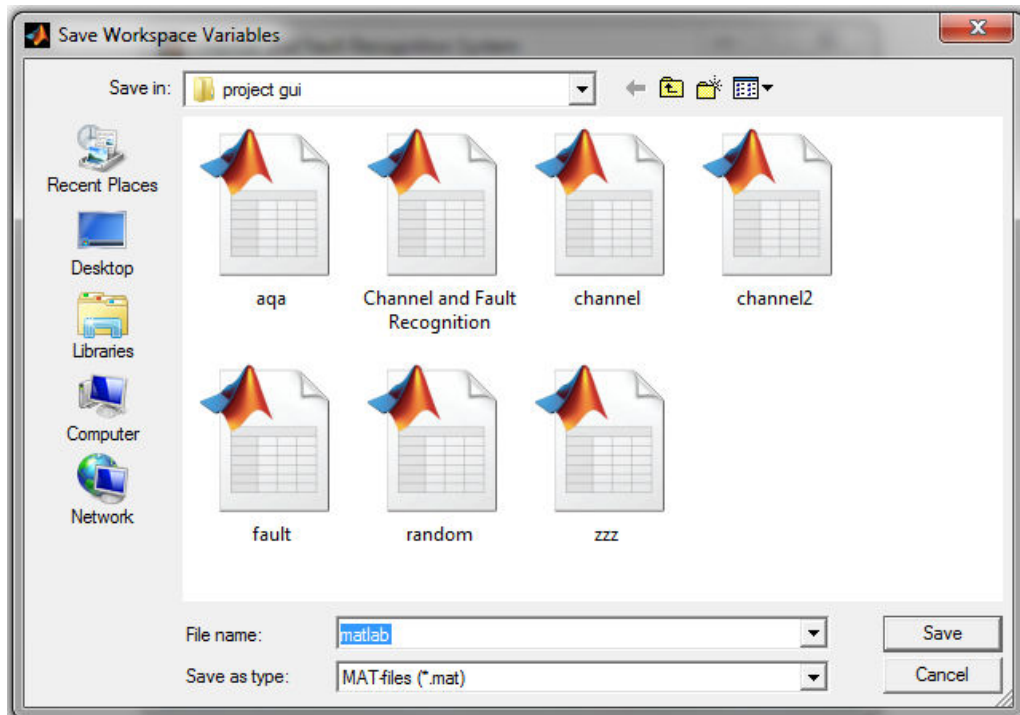 Save Workspace Variables
Save in:
project gui
Recent Places
Desktop
Libraries
Computer
Network
aqa
Channel and Fault
Recognition
channel
channel2
fault
random
zzz
File name:
matlab
Save
Save as type:
MAT-files (*.mat)
Cancel